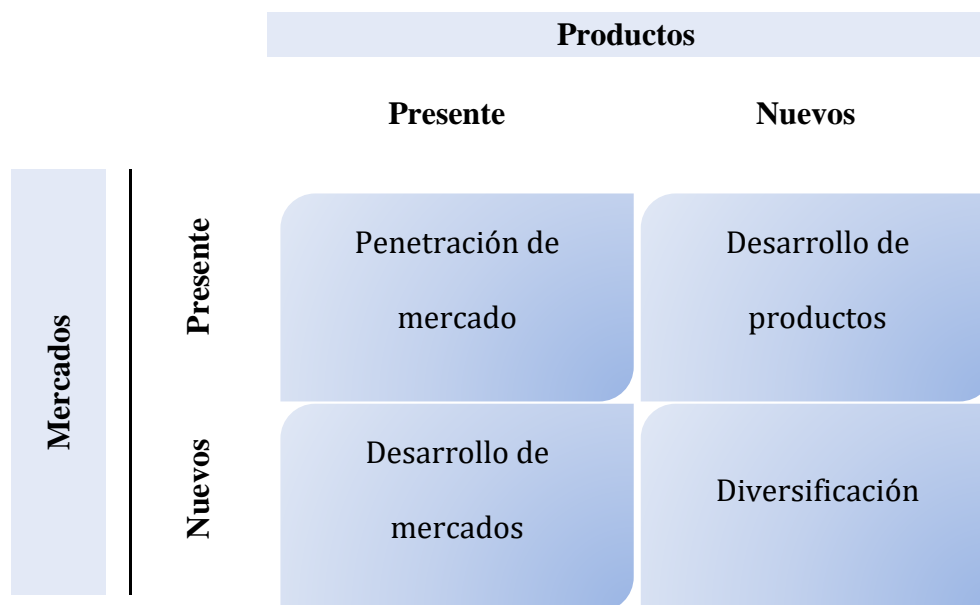 Productos
Presente
Nuevos
Mercados
Presente
Penetración de
mercado
Desarrollo de
productos
Nuevos
Desarrollo de
mercados
Diversificación